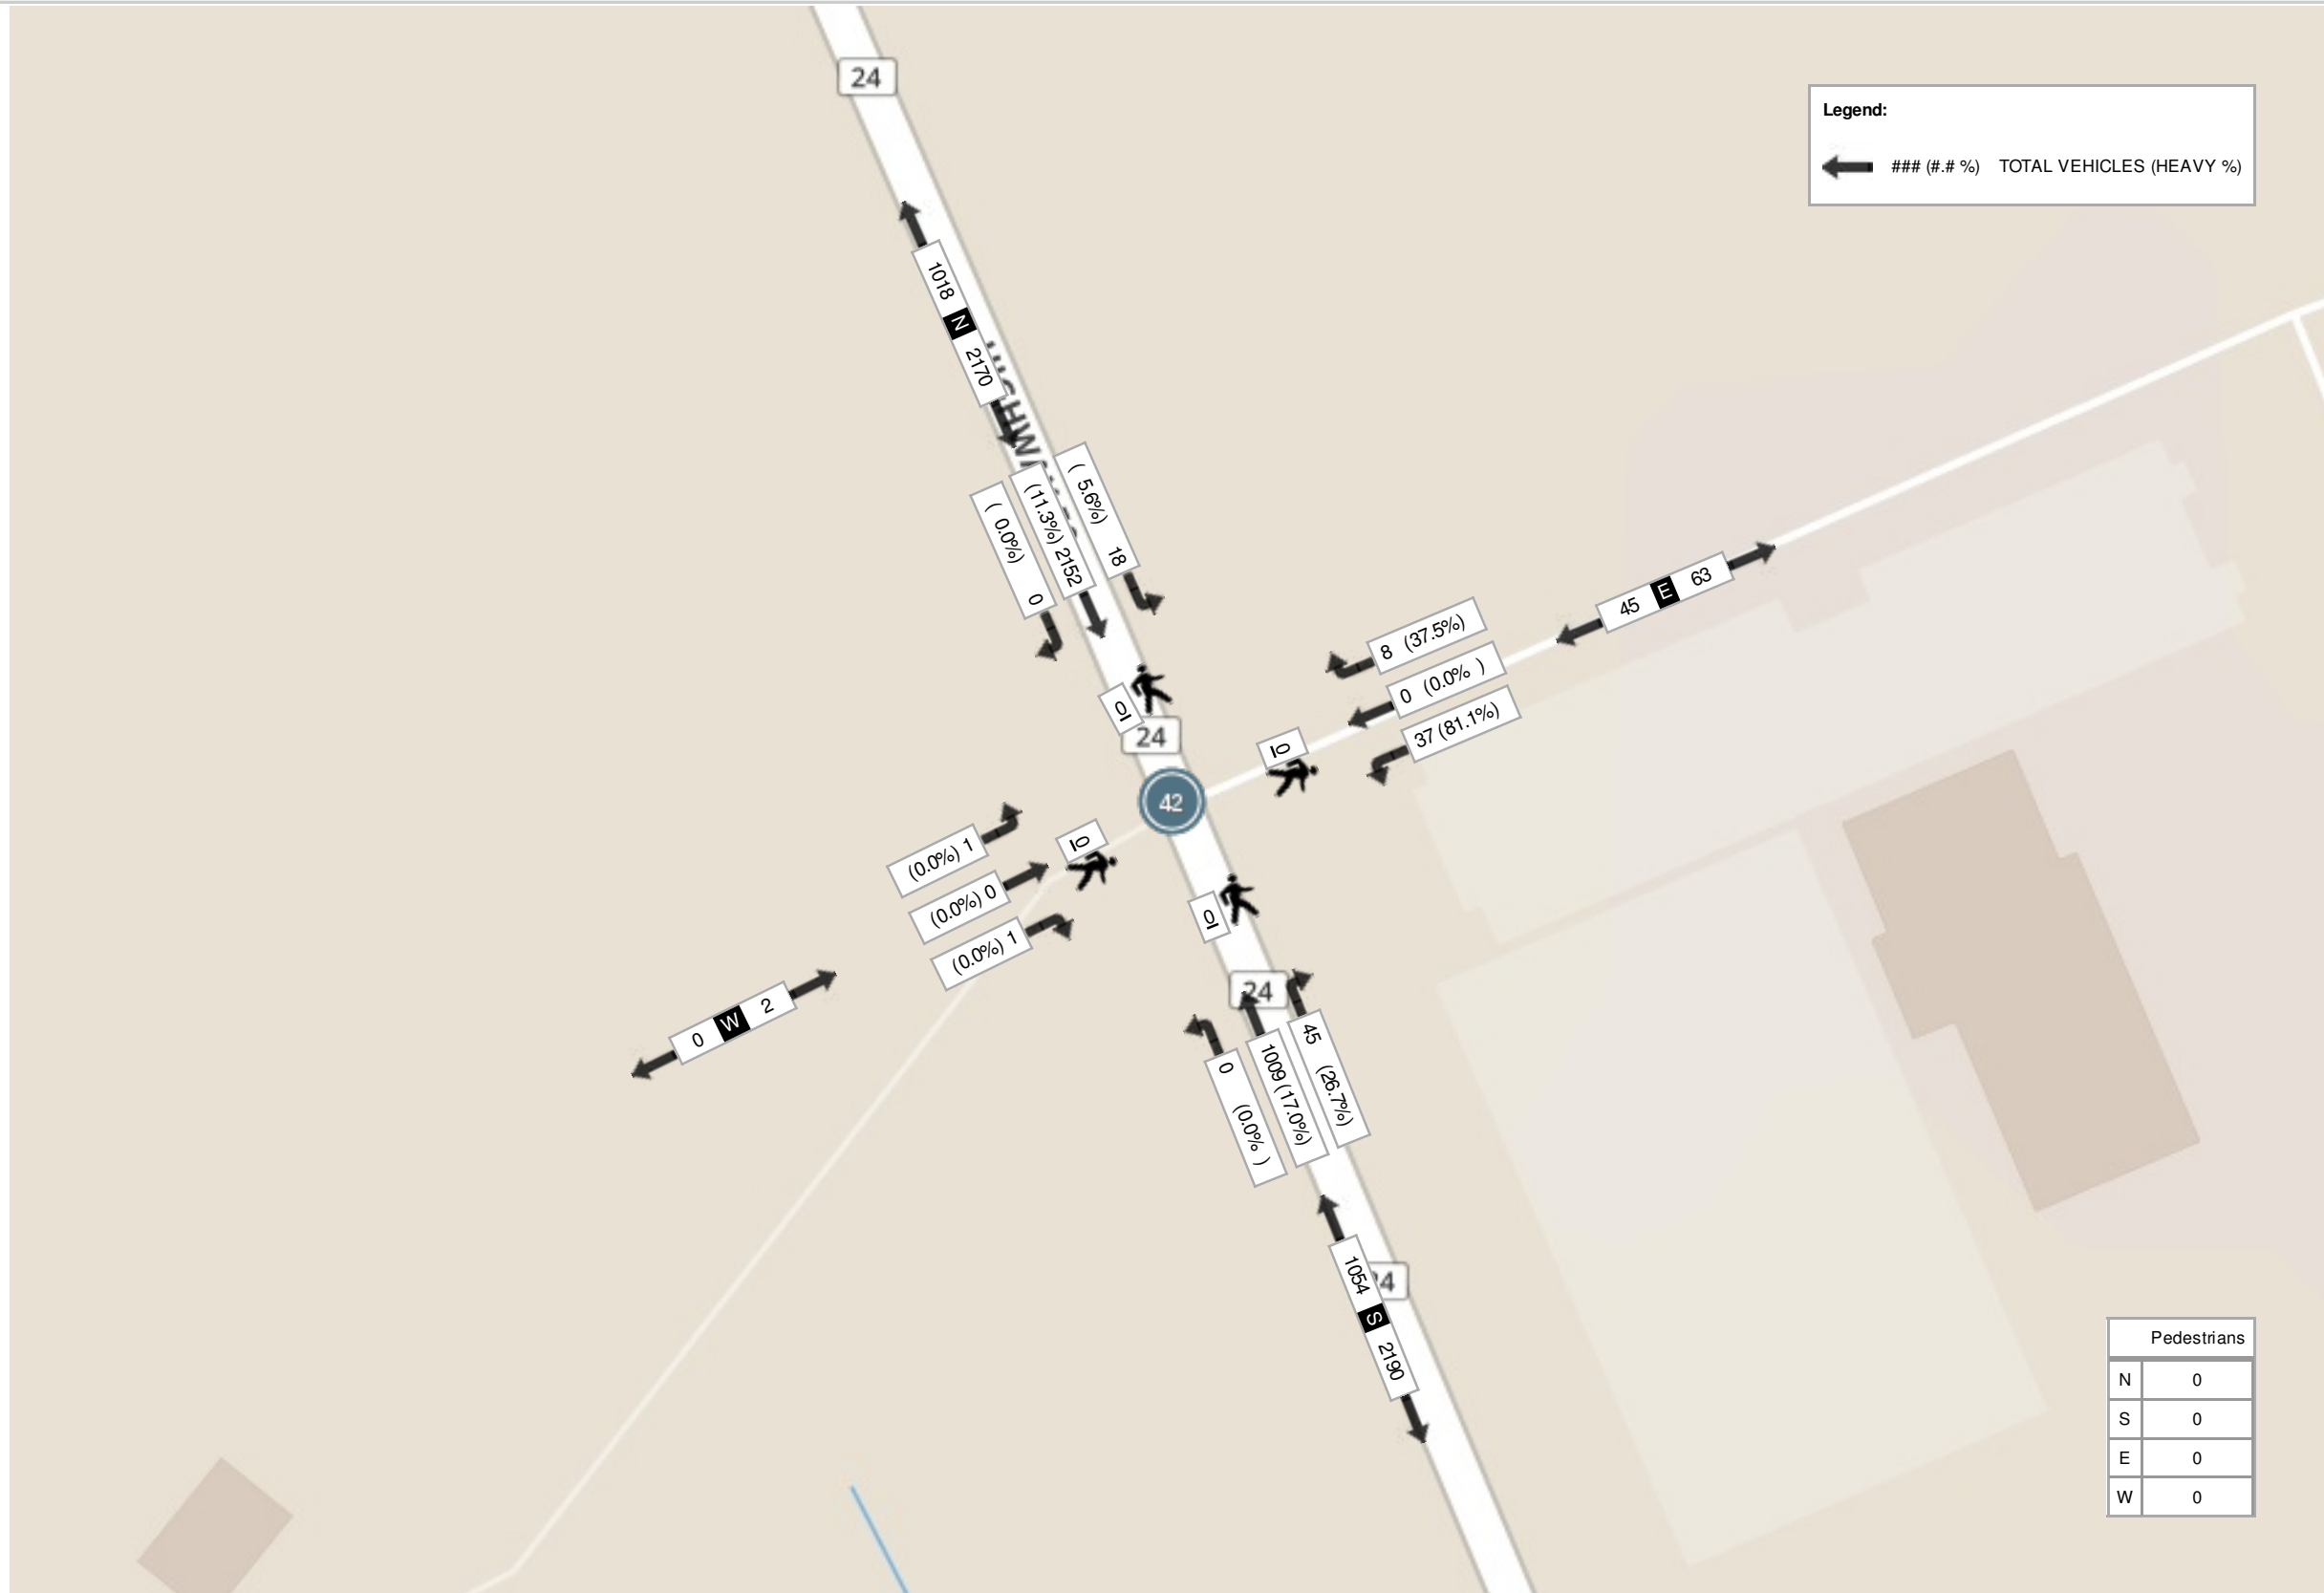 24
Legend:
### (#.# %) TOTAL VEHICLES (HEAVY %)
1018 N 2170
( 5.6%) 18
(11.3%) 2152
( 0.0%) 0
45 E 63
8 (37.5%)
0 (0.0% )
37 (81.1%)
0
24
0
42
0
(0.0%) 1
(0.0%) 0
(0.0%) 1
0
0 W 2
24
45 (26.7%)
1009 (17.0%)
0 (0.0% )
1054 S 2190
Pedestrians
N 0
S 0
E 0
W 0